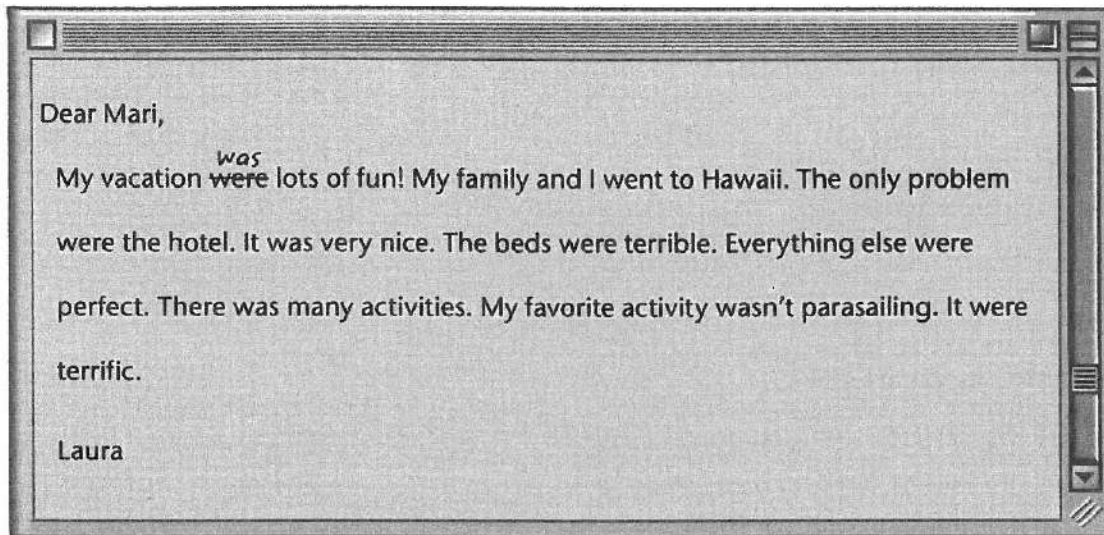 Dear Mari,
was
My vacation were lots of fun! My family and I went to Hawaii. The only problem
were the hotel. It was very nice. The beds were terrible. Everything else were
perfect. There was many activities. My favorite activity wasn't parasailing. It were
terrific.
Laura